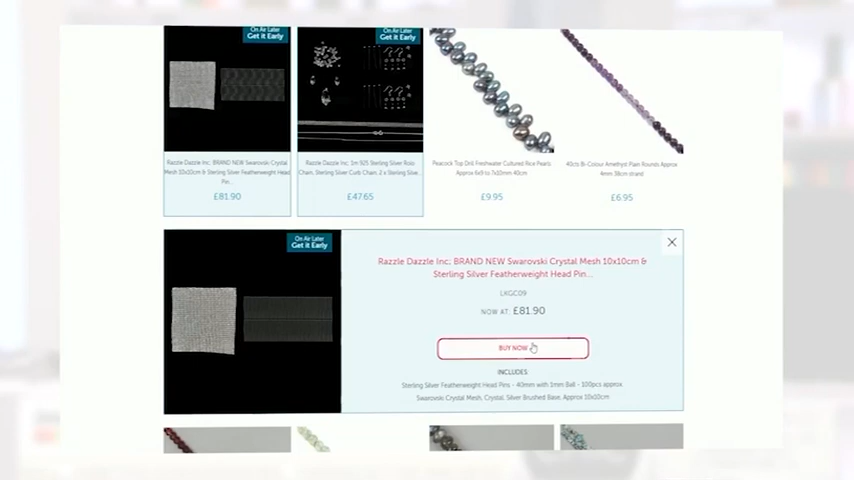 On Air Later
Get it Early
On Air Later
Get it Early
Razzle Dazzle Inc; BRAND NEW Swarovski Crystal
Mesh 10x10cm & Sterling Silver Featherweight Head
Pin...
£81.90
Razzle Dazzle Inc; 1m 925 Sterling Silver Rolo
Chain, Sterling Silver Curb Chain, 2 x Sterling Silve...
£47.65
Peacock Top Drill Freshwater Cultured Rice Pearls
Approx 6x9 to 7x10mm 40cm
£9.95
40cts Bi-Colour Amethyst Plain Rounds Approx
4mm 38cm strand
£6.95
On Air Later
Get it Early
Razzle Dazzle Inc; BRAND NEW Swarovski Crystal Mesh 10x10cm &
Sterling Silver Featherweight Head Pin...
LXGC09
NOW AT: £81.90
BUY NOW
INCLUDES:
Sterling Silver Featherweight Head Pins - 40mm with 1mm Ball - 100pcs approx
Swarovski Crystal Mesh, Crystal, Silver Brushed Base, Approx 10x10cm